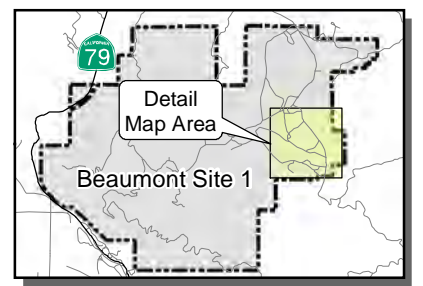 CALIFORNIA
79
Detail
Map Area
Beaumont Site 1